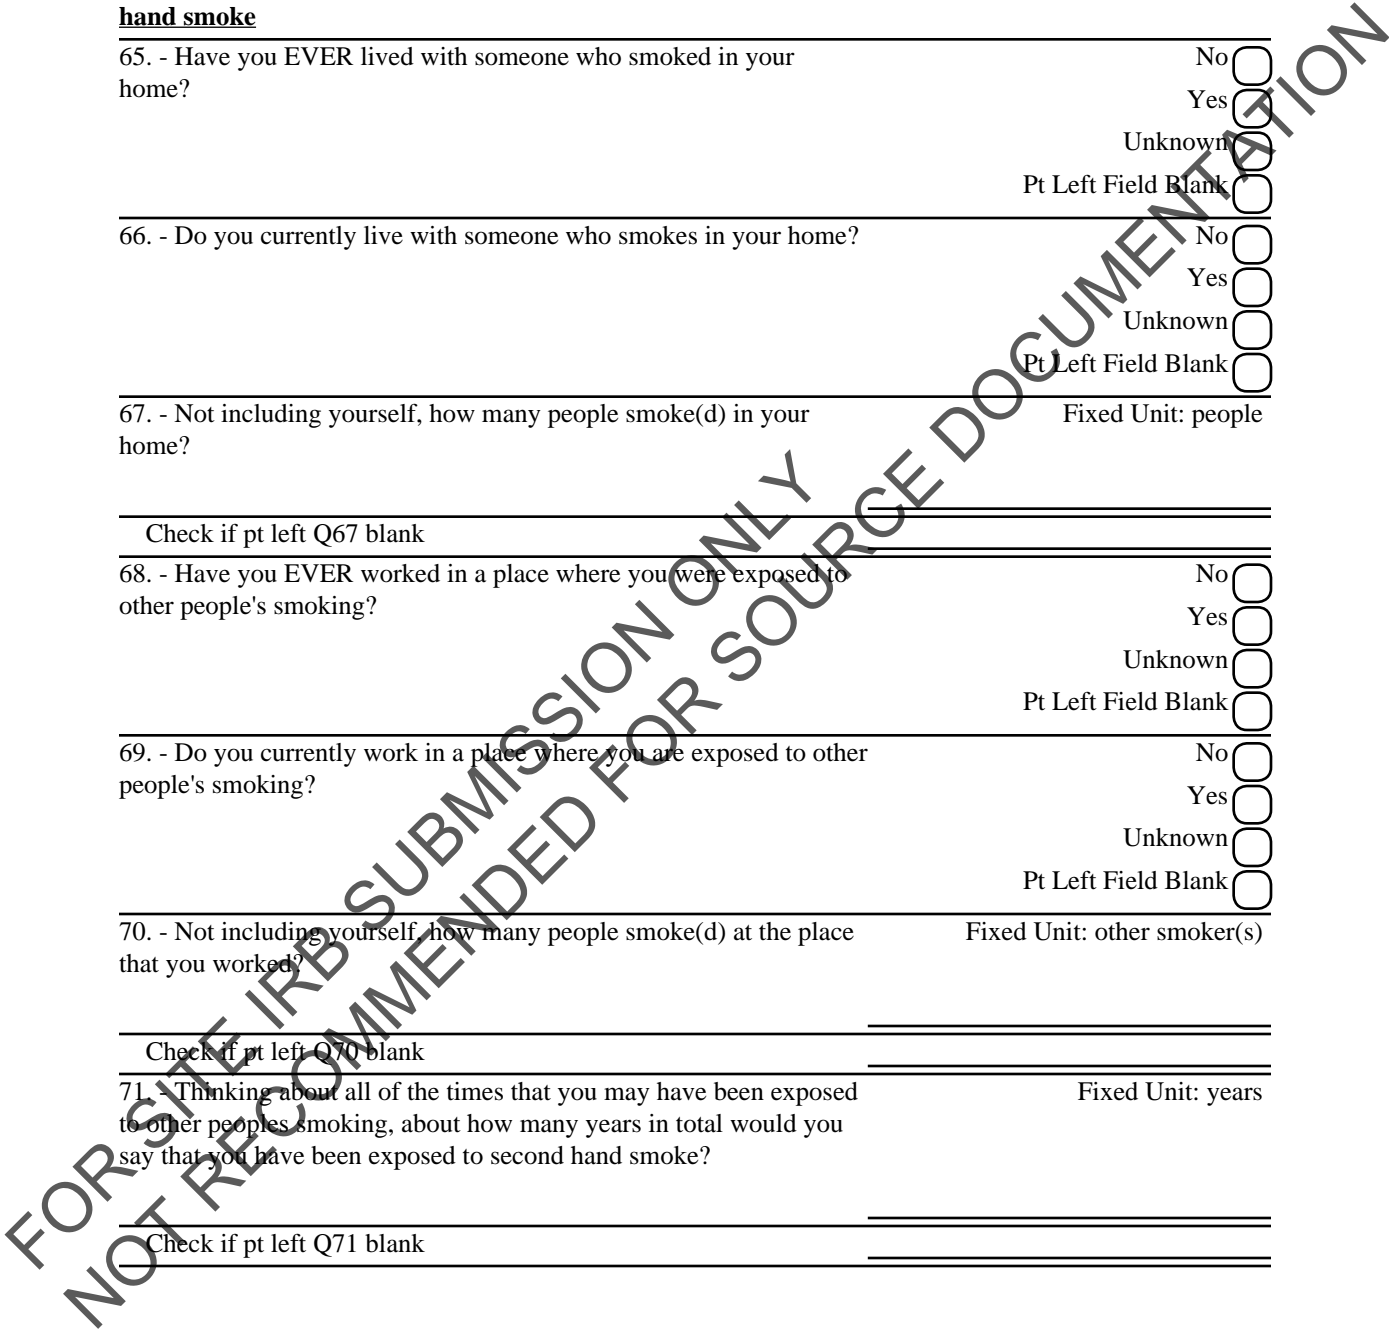 hand smoke
65. - Have you EVER lived with someone who smoked in your
home?
No
Yes
Unknown
Pt Left Field Blank
66. - Do you currently live with someone who smokes in your home?
No
Yes
Unknown
Pt Left Field Blank
67. - Not including yourself, how many people smoke(d) in your
home?
Fixed Unit: people
Check if pt left Q67 blank
68. - Have you EVER worked in a place where you were exposed to
other people's smoking?
No
Yes
Unknown
Pt Left Field Blank
69. - Do you currently work in a place where you are exposed to other
people's smoking?
No
Yes
Unknown
Pt Left Field Blank
70. - Not including yourself, how many people smoke(d) at the place
that you worked?
Fixed Unit: other smoker(s)
Check if pt left Q70 blank
71. - Thinking about all of the times that you may have been exposed
to other peoples smoking, about how many years in total would you
say that you have been exposed to second hand smoke?
Fixed Unit: years
Check if pt left Q71 blank
FOR SITE IRB SUBMISSION ONLY
NOT RECOMMENDED FOR SOURCE DOCUMENTATION